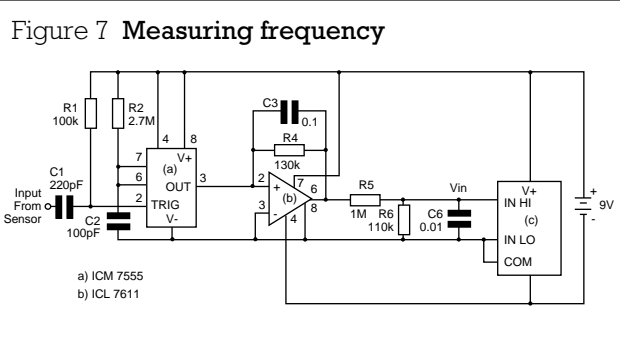 Figure 7 Measuring frequency
R1
100k
R2
2.7M
C3
0.1
R4
130k
4
8
7
6
2
V+
(a)
OUT
TRIG
V-
3
C1
220pF
Input
From
Sensor
C2
100pF
2
3
+
-
(b)
7
6
8
4
R5
1M
R6
110k
Vin
C6
0.01
V+
IN HI
(c)
IN LO
COM
+
9V
-
a) ICM 7555
b) ICL 7611